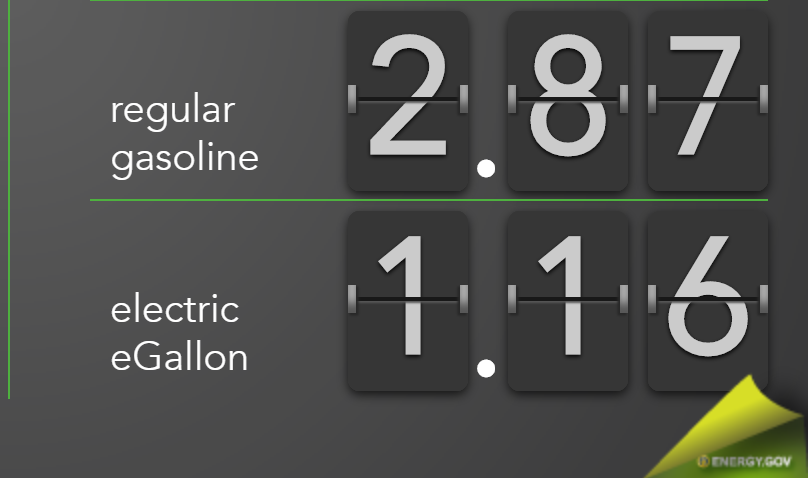 regular
gasoline
2.87
electric
eGallon
1.16
ENERGY.GOV